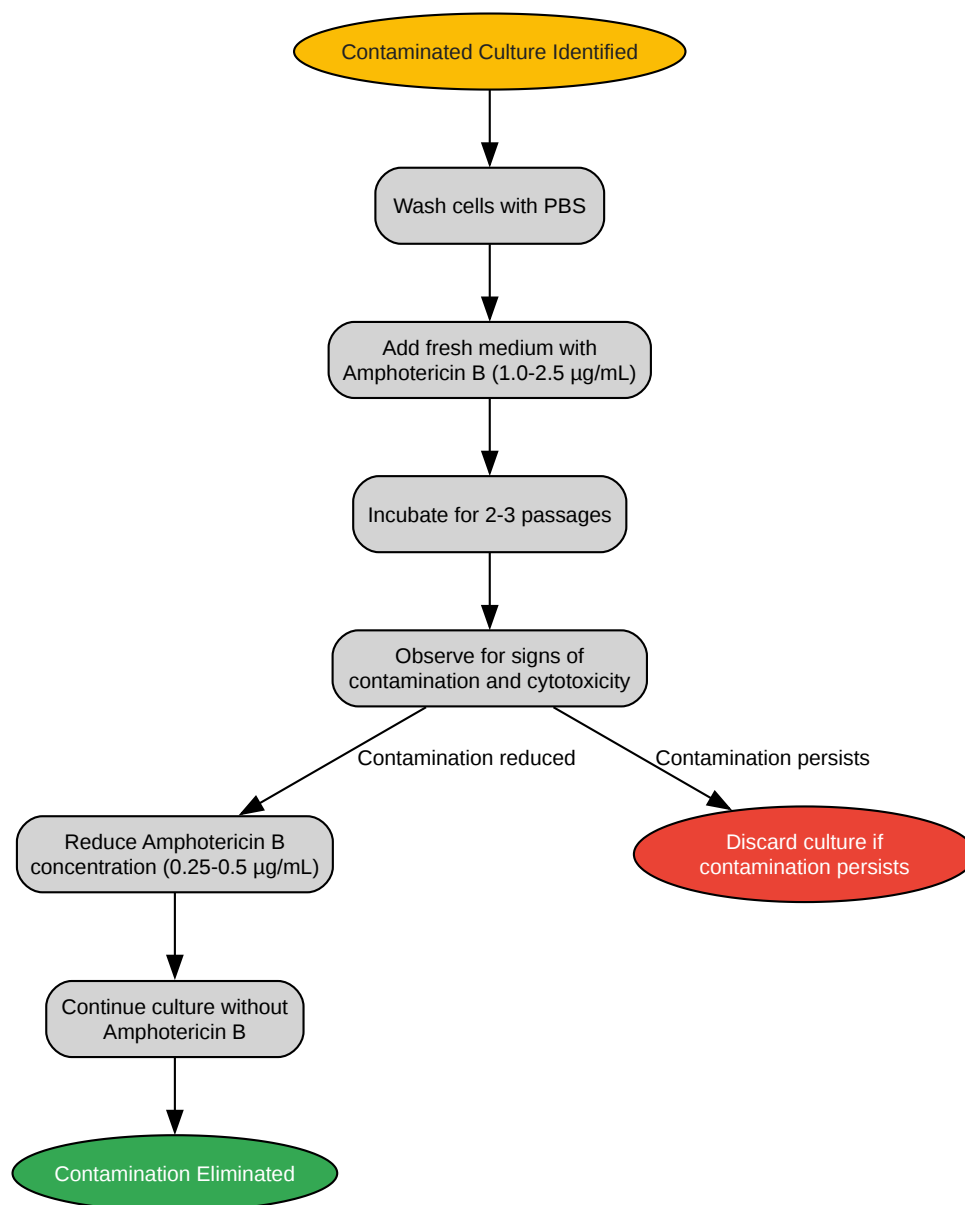 Contaminated Culture Identified
Wash cells with PBS
Add fresh medium with
Amphotericin B (1.0-2.5 µg/mL)
Incubate for 2-3 passages
Observe for signs of
contamination and cytotoxicity
Contamination reduced
Contamination persists
Reduce Amphotericin B
concentration (0.25-0.5 µg/mL)
Discard culture if
contamination persists
Continue culture without
Amphotericin B
Contamination Eliminated